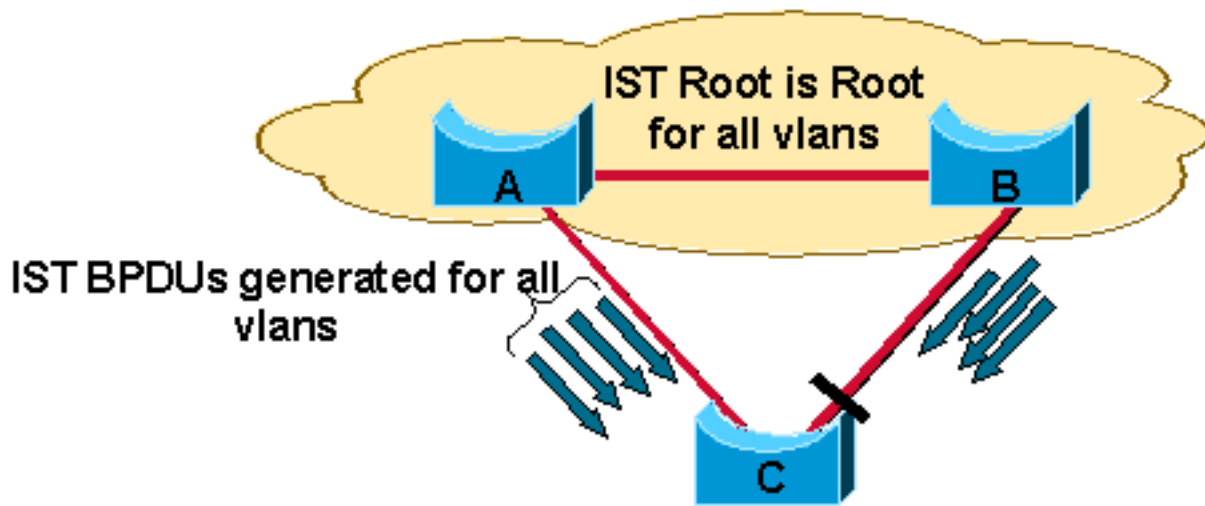 IST Root is Root
for all vlans
A
B
IST BPDUs generated for all
vlans
C